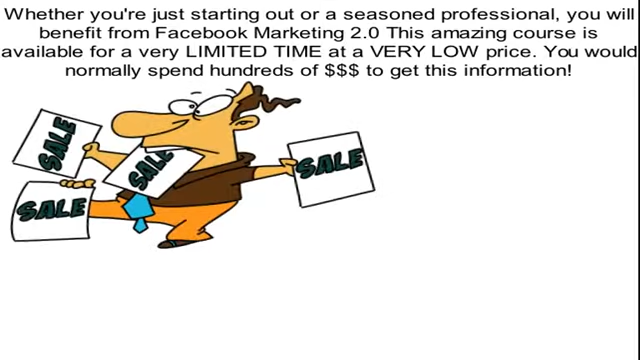 Whether you're just starting out or a seasoned professional, you will
benefit from Facebook Marketing 2.0 This amazing course is
available for a very LIMITED TIME at a VERY LOW price. You would
normally spend hundreds of $$$ to get this information!
SALE
SALE
SALE
SALE